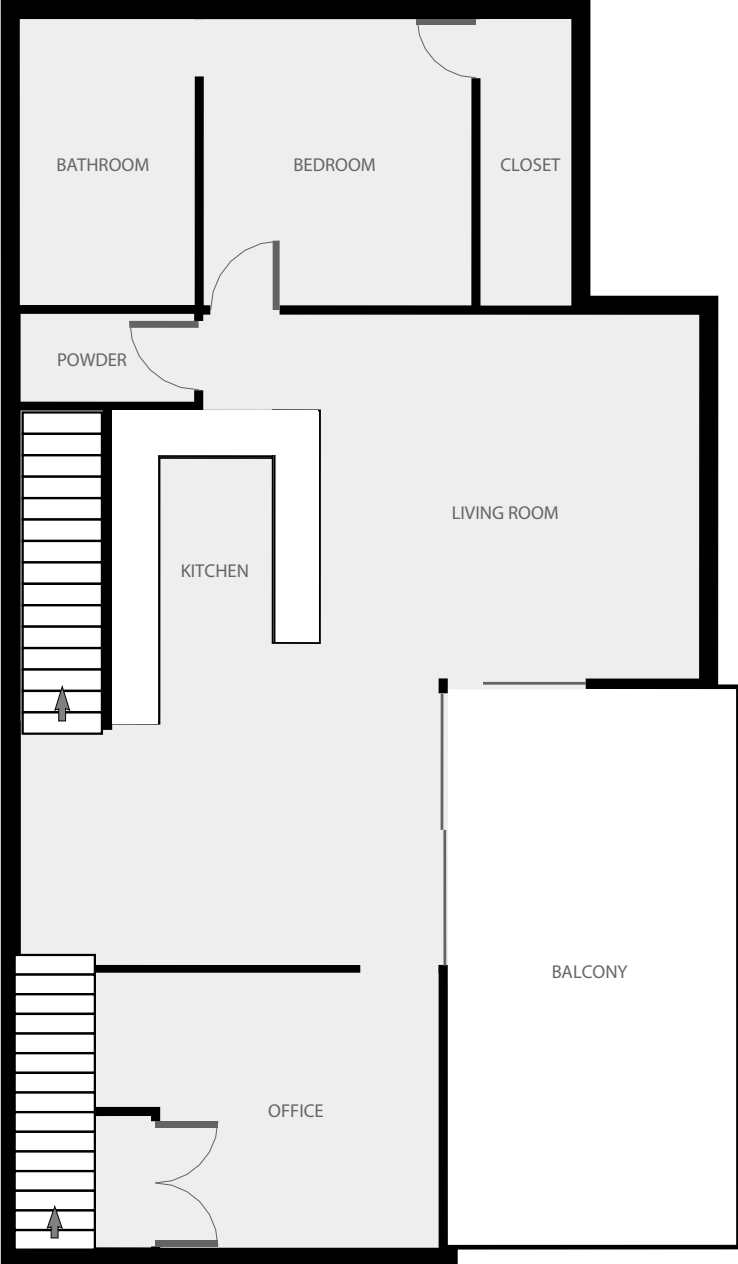 BATHROOM
BEDROOM
CLOSET
POWDER
LIVING ROOM
KITCHEN
BALCONY
OFFICE